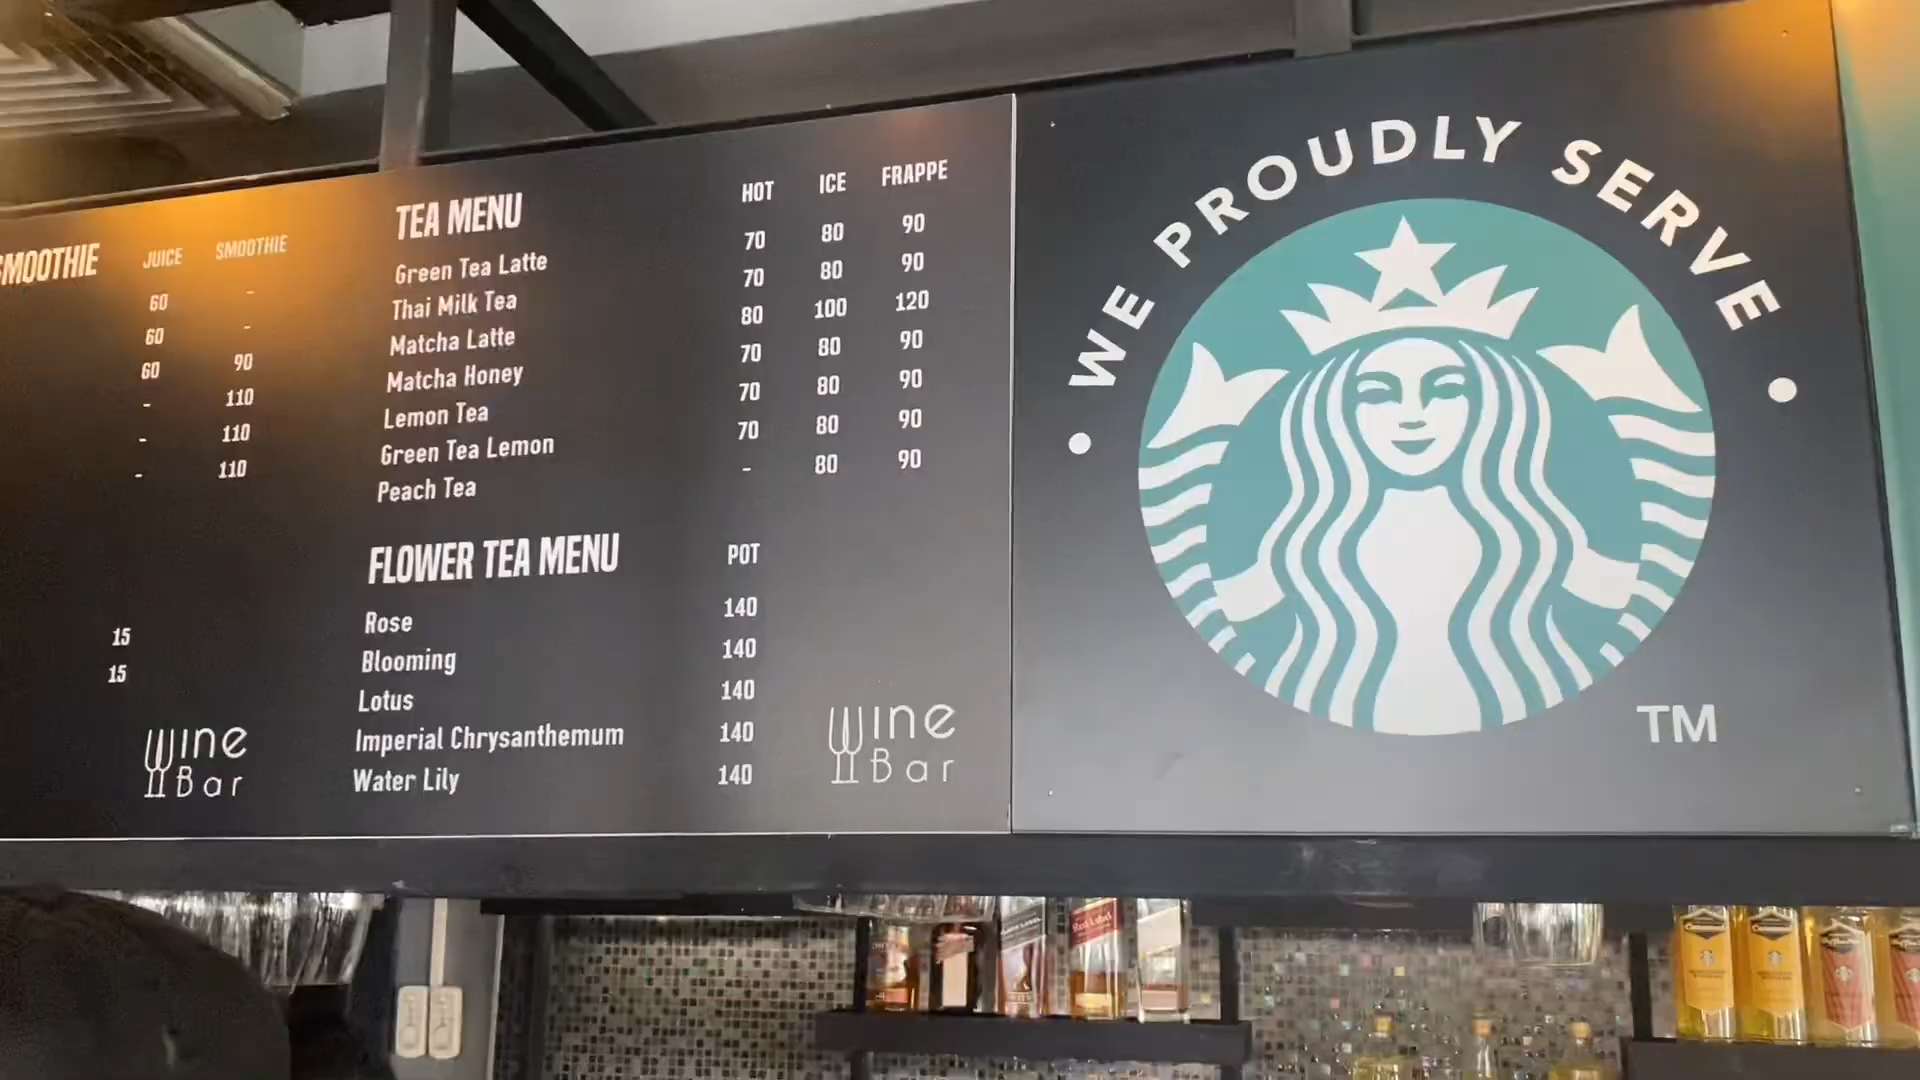 SMOOTHIE JUICE SMOOTHIE
60 -
60 -
60 90
- 110
- 110
- 110
15
15
Wine
Bar
TEA MENU HOT ICE FRAPPE
Green Tea Latte 70 80 90
Thai Milk Tea 70 80 90
Matcha Latte 80 100 120
Matcha Honey 70 80 90
Lemon Tea 70 80 90
Green Tea Lemon 70 80 90
Peach Tea - 80 90
FLOWER TEA MENU POT
Rose 140
Blooming 140
Lotus 140
Imperial Chrysanthemum 140
Water Lily 140
Wine
Bar
• WE PROUDLY SERVE •
TM
Red Label